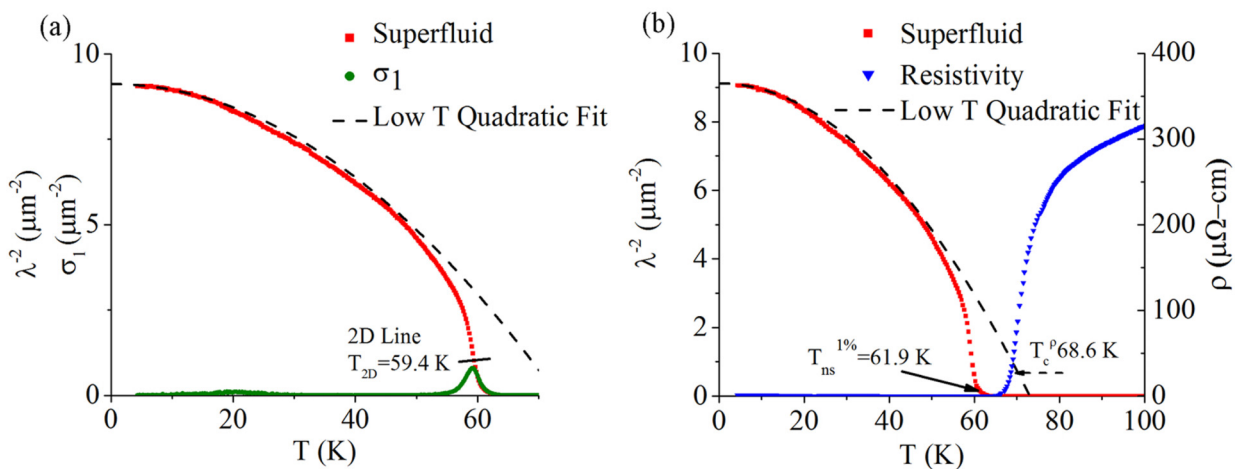 (a)
Superfluid
σ1
Low T Quadratic Fit
10
5
0
λ-2 (μm-2)
σ1 (μm-2)
2D Line
T2D=59.4 K
0
20
40
60
T (K)
(b)
Superfluid
Resistivity
Low T Quadratic Fit
10
8
6
4
2
0
λ-2 (μm-2)
400
300
200
100
0
ρ (μΩ−cm)
Tns1%=61.9 K
Tcρ68.6 K
0
20
40
60
80
100
T (K)